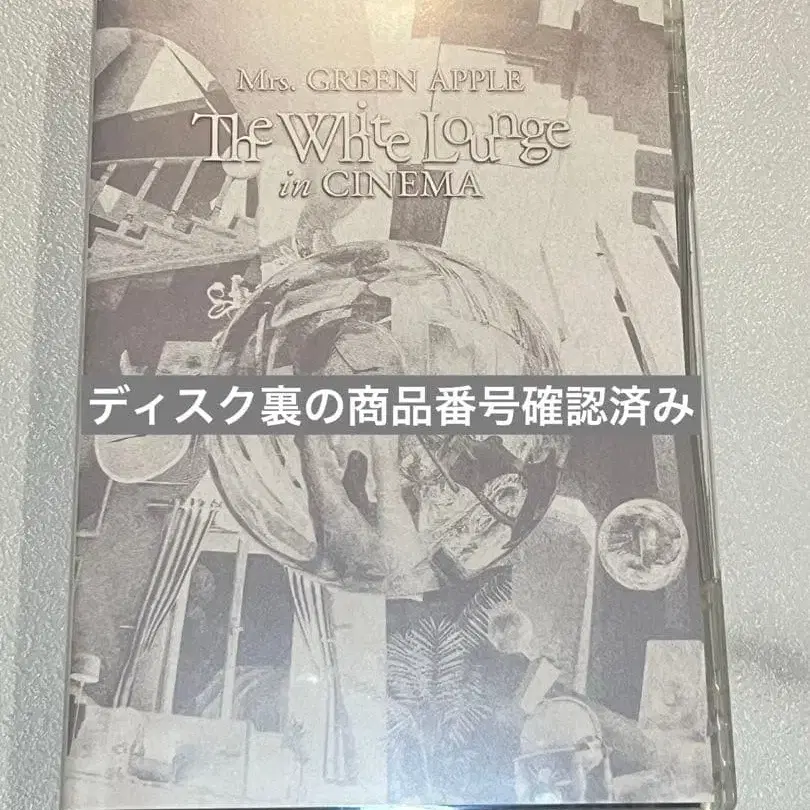 Mrs. GREEN APPLE
The White Lounge
in CINEMA
ディスク裏の商品番号確認済み